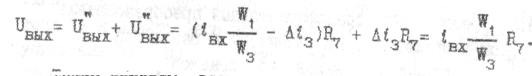 U_вых = U"_вых + U"_вых = (i_вх W_1/W_3 - Δi_3)R_7 + Δi_3R_7 = i_вх W_1/W_3 R_7.